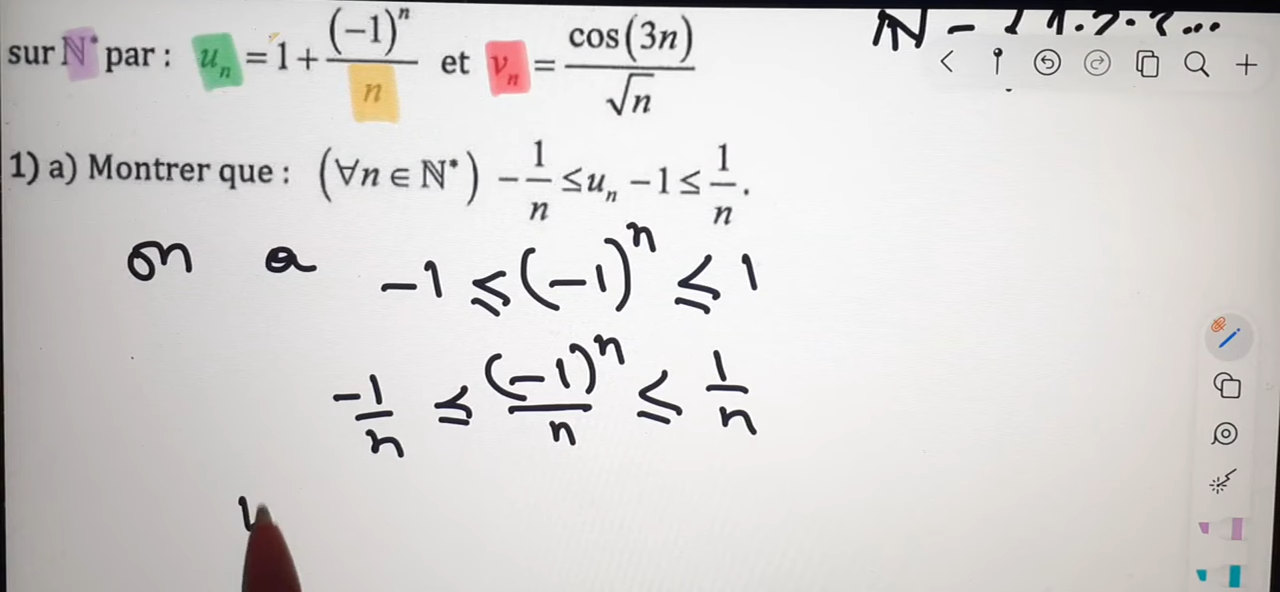 sur ℕ* par : uₙ = 1 + (-1)ⁿ/n et vₙ = cos(3n)/√n
1) a) Montrer que : (∀n ∈ ℕ*) -1/n ≤ uₙ - 1 ≤ 1/n.
on a -1 ≤ (-1)ⁿ ≤ 1
-1/n ≤ (-1)ⁿ/n ≤ 1/n